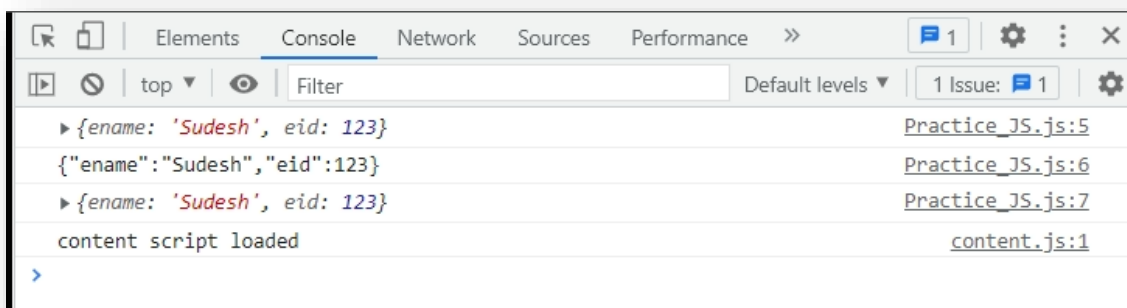 Elements Console Network Sources Performance » 1
top ▼ Filter Default levels ▼ 1 Issue: 1
▶ {ename: 'Sudesh', eid: 123} Practice_JS.js:5
{"ename":"Sudesh","eid":123} Practice_JS.js:6
▶ {ename: 'Sudesh', eid: 123} Practice_JS.js:7
content script loaded content.js:1
>